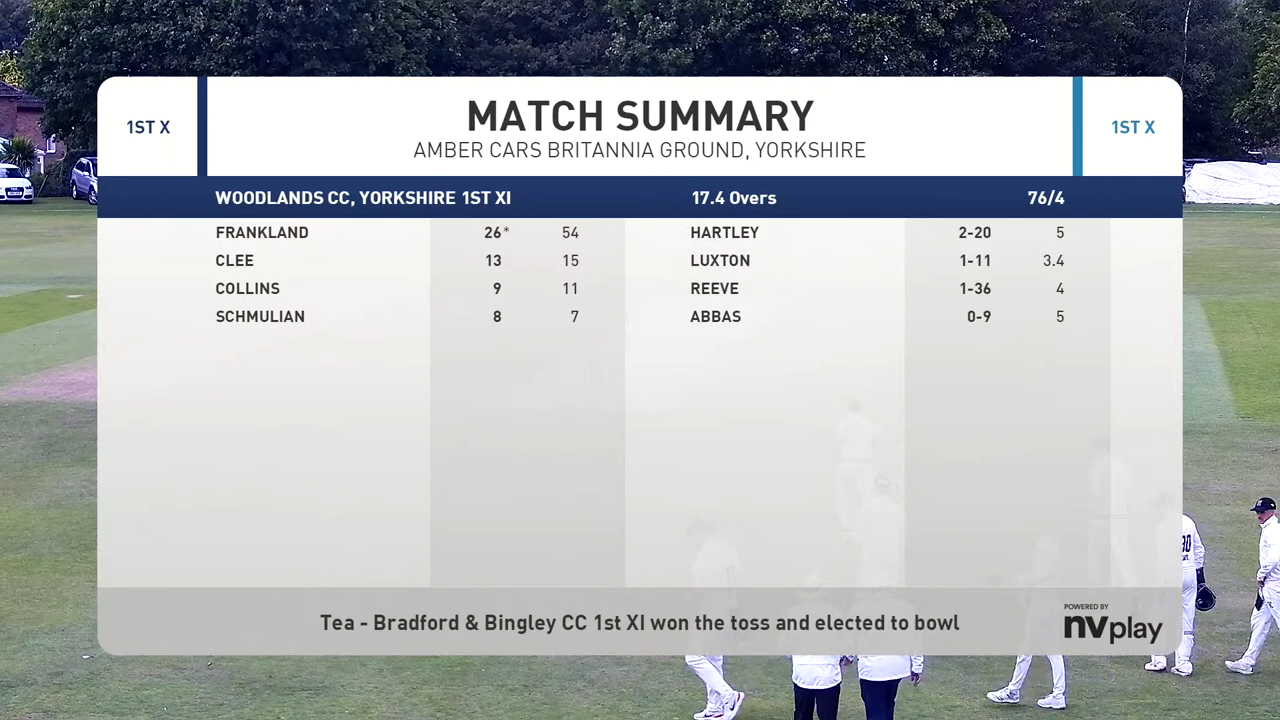 1ST X
MATCH SUMMARY
AMBER CARS BRITANNIA GROUND, YORKSHIRE
1ST X
WOODLANDS CC, YORKSHIRE 1ST XI 17.4 Overs 76/4
FRANKLAND 26* 54 HARTLEY 2-20 5
CLEE 13 15 LUXTON 1-11 3.4
COLLINS 9 11 REEVE 1-36 4
SCHMULIAN 8 7 ABBAS 0-9 5
Tea - Bradford & Bingley CC 1st XI won the toss and elected to bowl
POWERED BY
nvplay